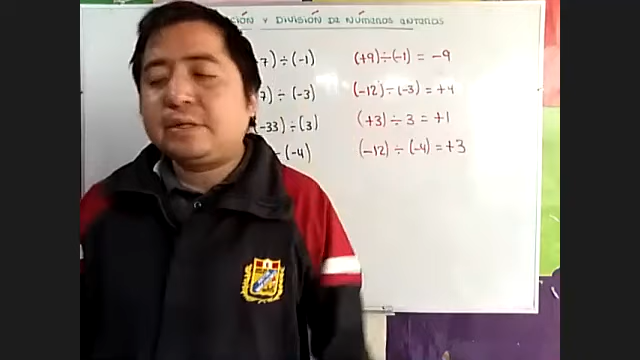 CIÓN Y DIVISIÓN DE NÚMEROS ENTEROS
7) ÷ (-1) (+9) ÷ (-1) = -9
7) ÷ (-3) (-12) ÷ (-3) = +4
(-33) ÷ (3) (+3) ÷ 3 = +1
÷ (-4) (-12) ÷ (-4) = +3